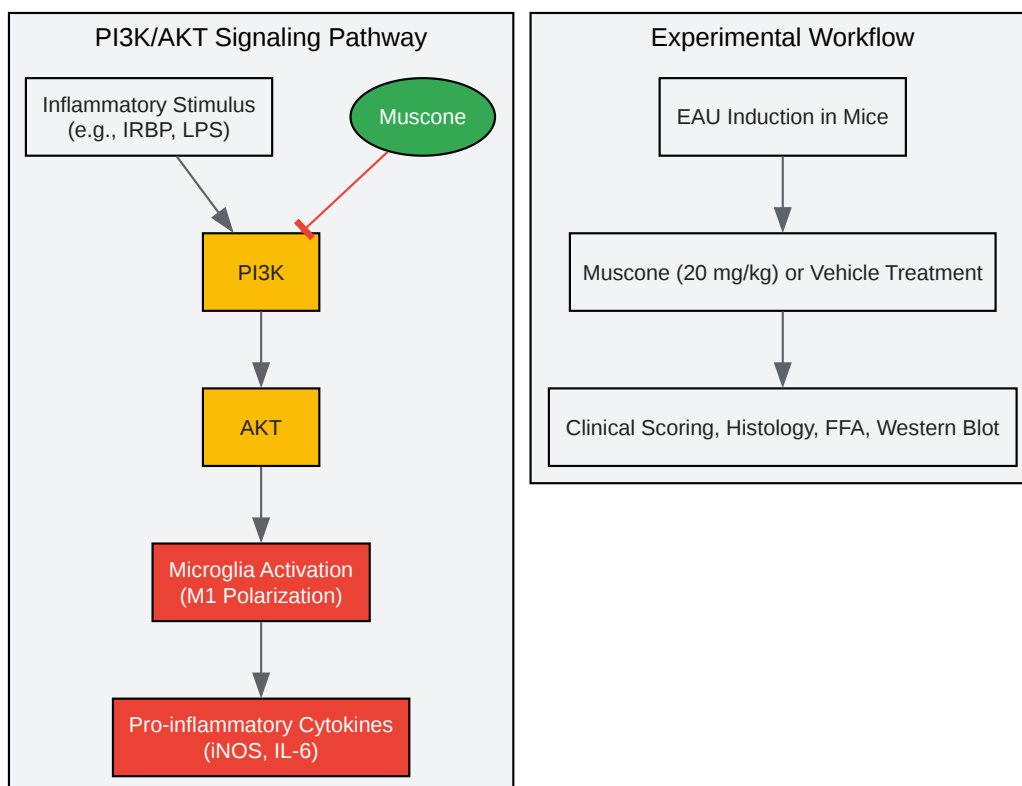 PI3K/AKT Signaling Pathway
Inflammatory Stimulus
(e.g., IRBP, LPS)
Muscone
PI3K
AKT
Microglia Activation
(M1 Polarization)
Pro-inflammatory Cytokines
(iNOS, IL-6)
Experimental Workflow
EAU Induction in Mice
Muscone (20 mg/kg) or Vehicle Treatment
Clinical Scoring, Histology, FFA, Western Blot